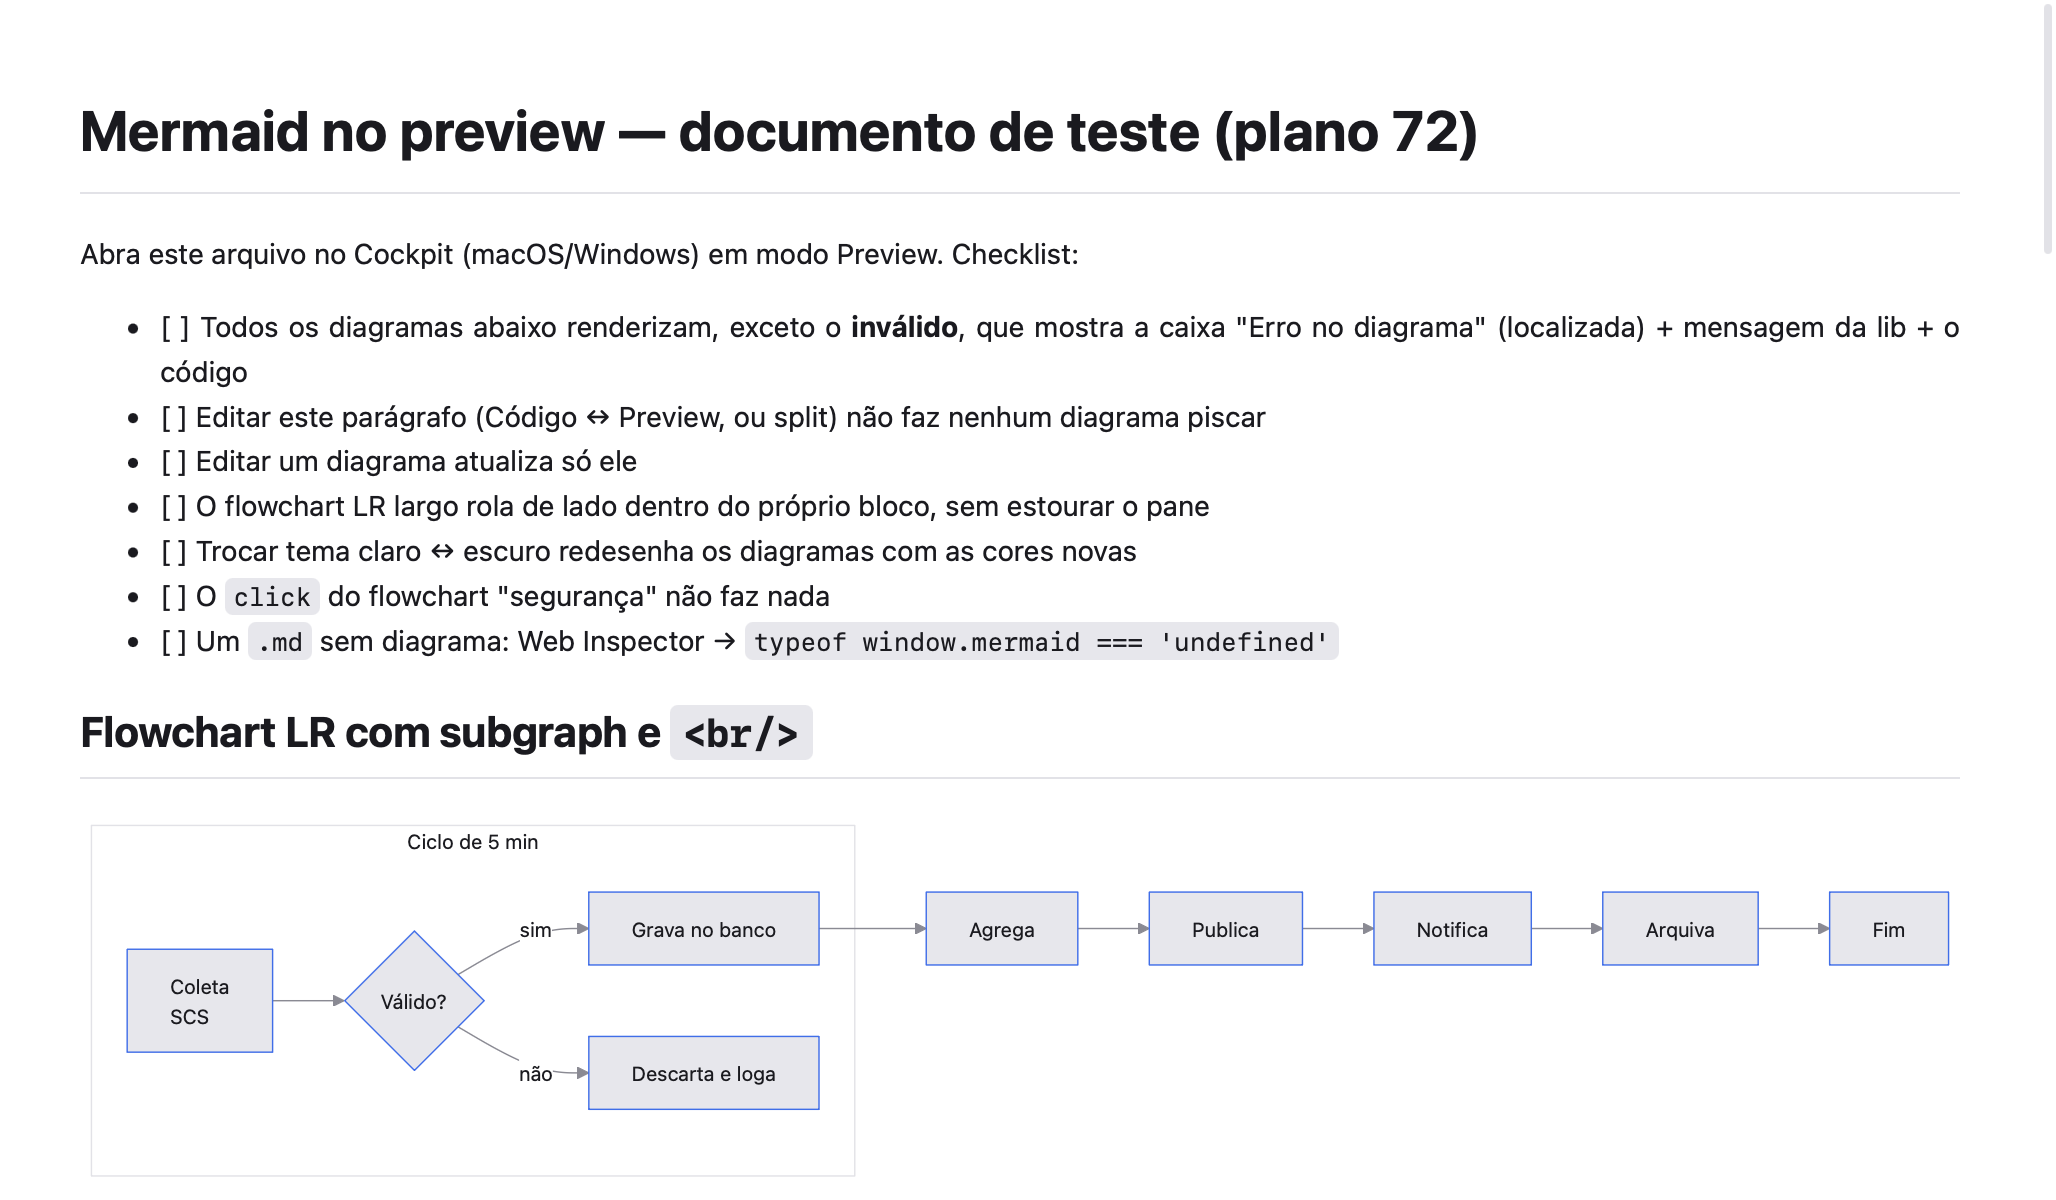 Mermaid no preview — documento de teste (plano 72)
Abra este arquivo no Cockpit (macOS/Windows) em modo Preview. Checklist:
• [ ] Todos os diagramas abaixo renderizam, exceto o inválido, que mostra a caixa "Erro no diagrama" (localizada) + mensagem da lib + o
código
• [ ] Editar este parágrafo (Código ↔ Preview, ou split) não faz nenhum diagrama piscar
• [ ] Editar um diagrama atualiza só ele
• [ ] O flowchart LR largo rola de lado dentro do próprio bloco, sem estourar o pane
• [ ] Trocar tema claro ↔ escuro redesenha os diagramas com as cores novas
• [ ] O click do flowchart "segurança" não faz nada
• [ ] Um .md sem diagrama: Web Inspector → typeof window.mermaid === 'undefined'
Flowchart LR com subgraph e <br/>
Ciclo de 5 min
Coleta
SCS
Válido?
sim
não
Grava no banco
Descarta e loga
Agrega
Publica
Notifica
Arquiva
Fim